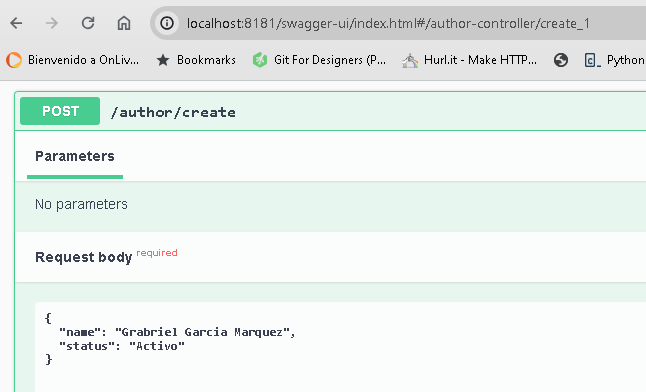 localhost:8181/swagger-ui/index.html#/author-controller/create_1
Bienvenido a OnLiv... Bookmarks Git For Designers (P... Hurl.it - Make HTTP... Python
POST /author/create
Parameters
No parameters
Request body required
{
"name": "Grabriel Garcia Marquez",
"status": "Activo"
}